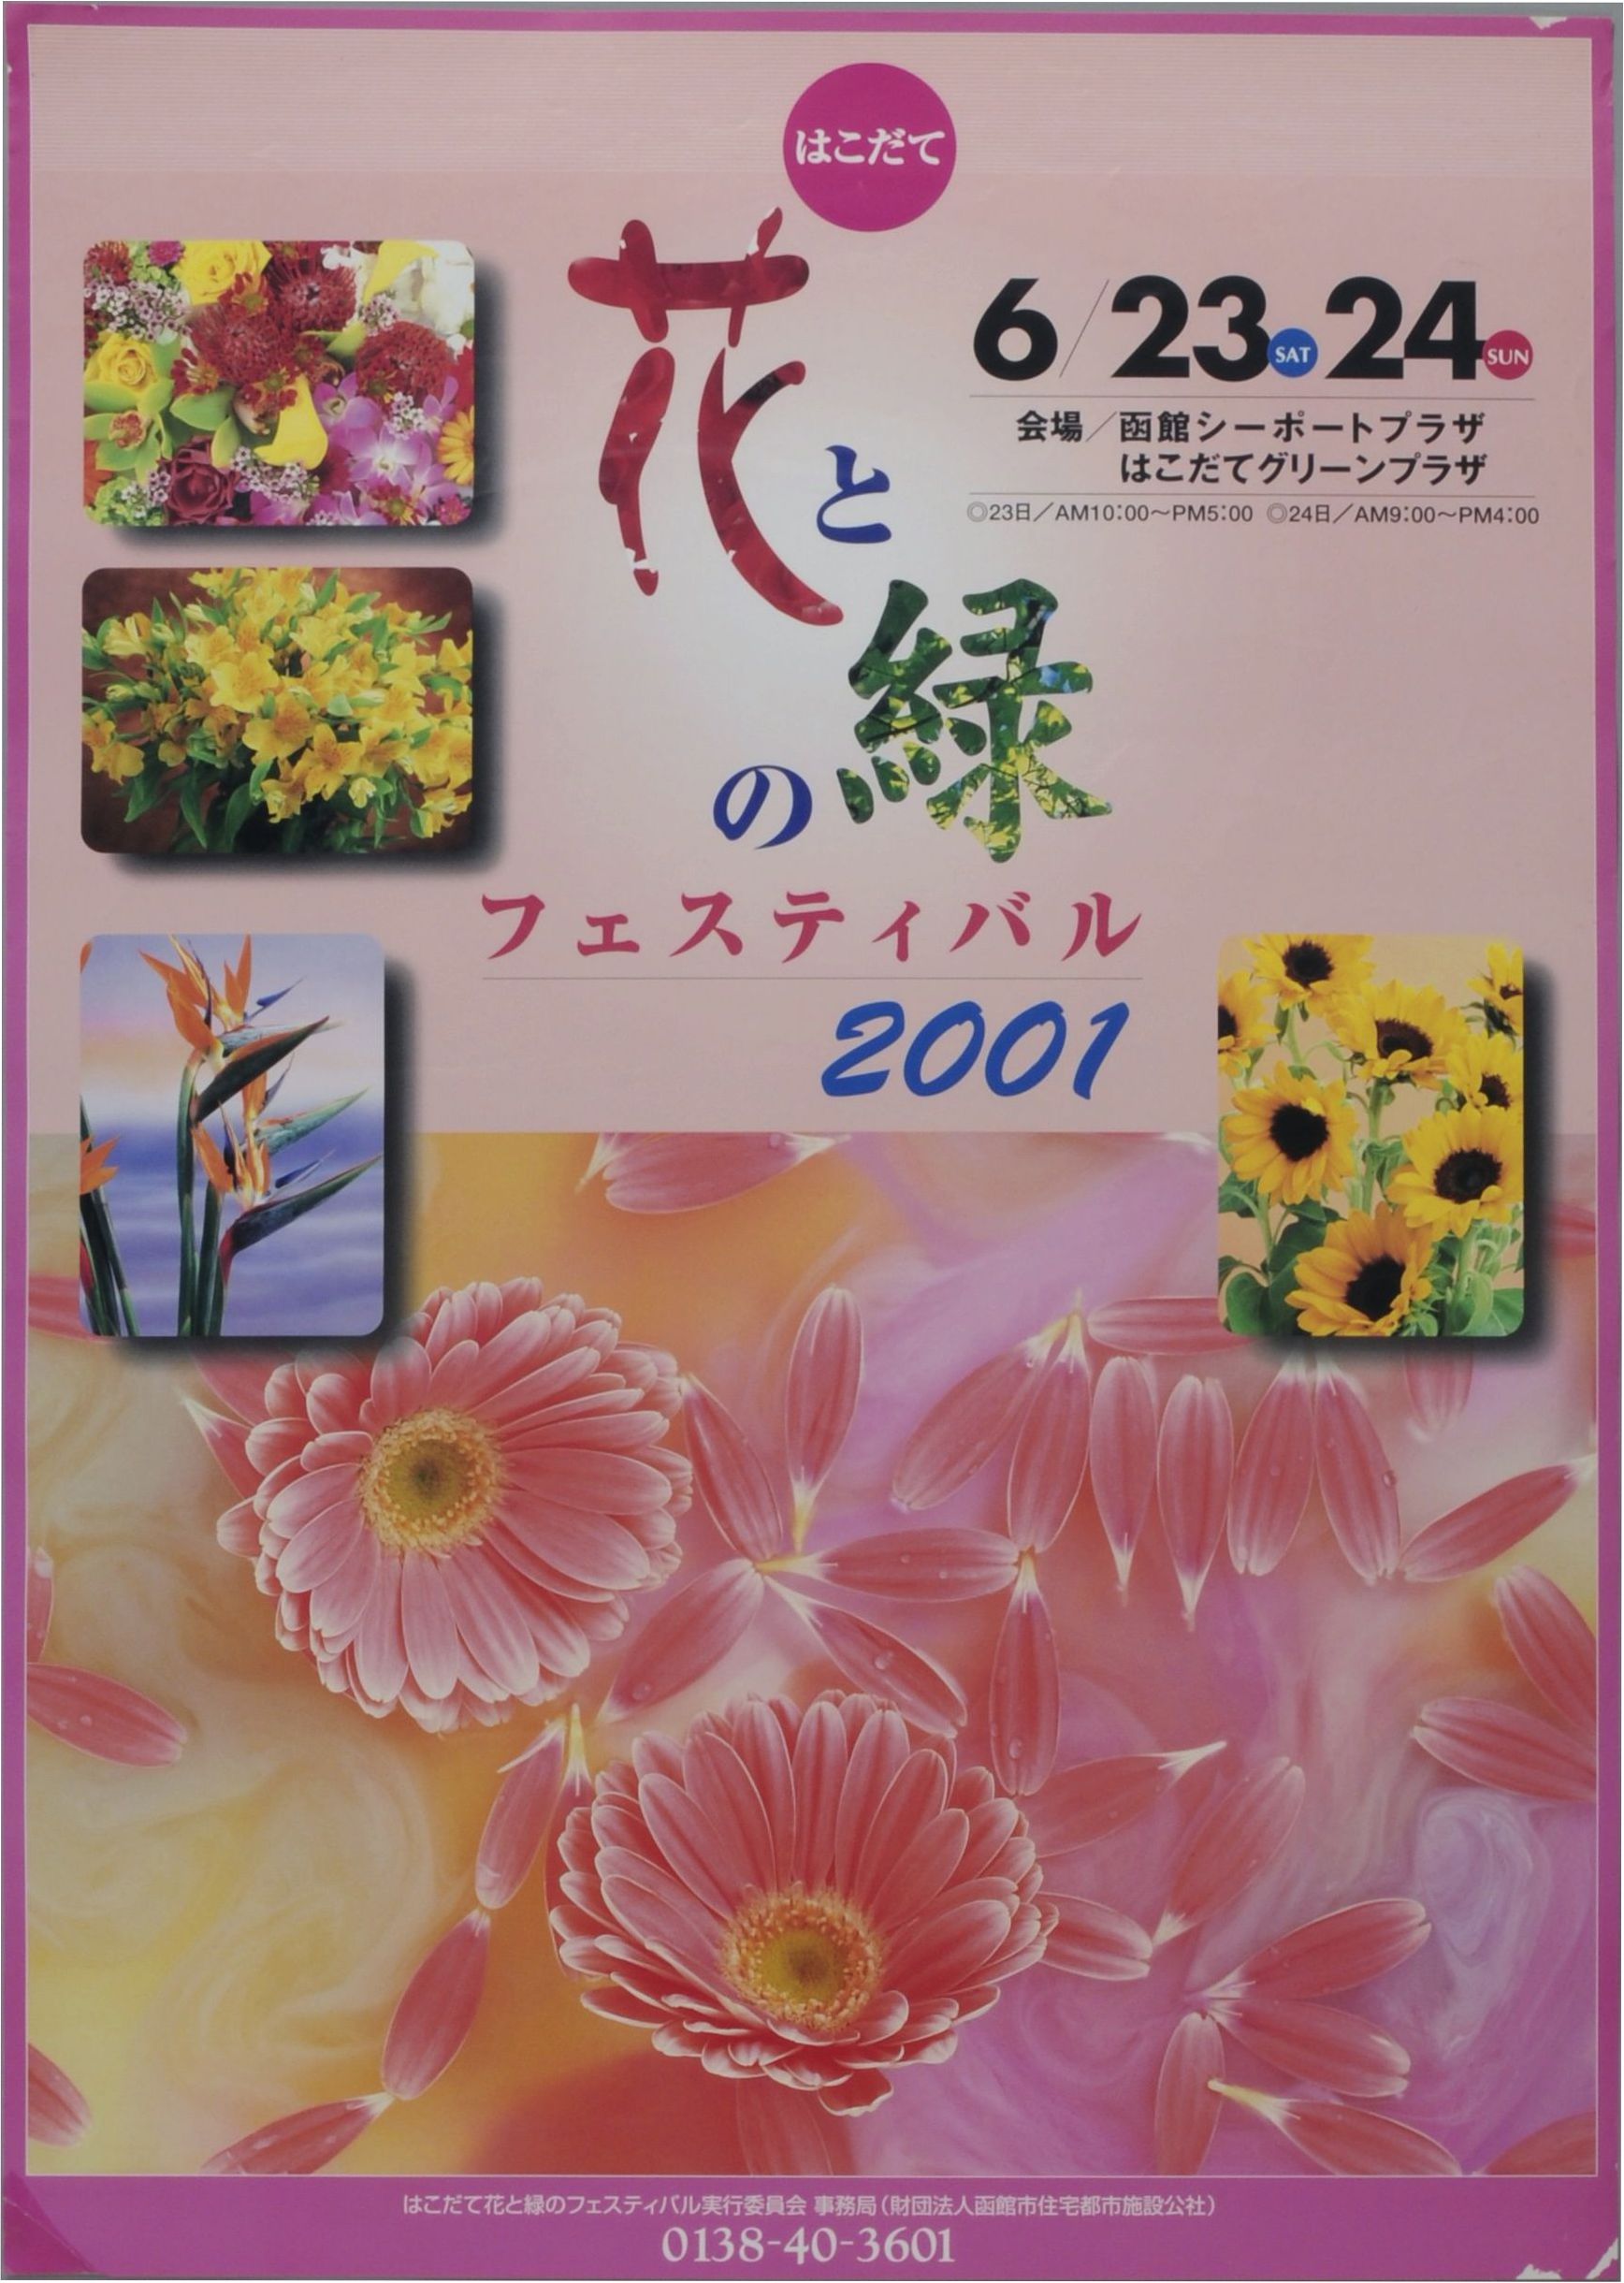 はこだて
花と
緑
の
フェスティバル
2001
6/23SAT 24SUN
会場／函館シーポートプラザ
はこだてグリーンプラザ
◎23日／AM10:00〜PM5:00 ◎24日／AM9:00〜PM4:00
はこだて花と緑のフェスティバル実行委員会 事務局（財団法人函館市住宅都市施設公社）
0138-40-3601